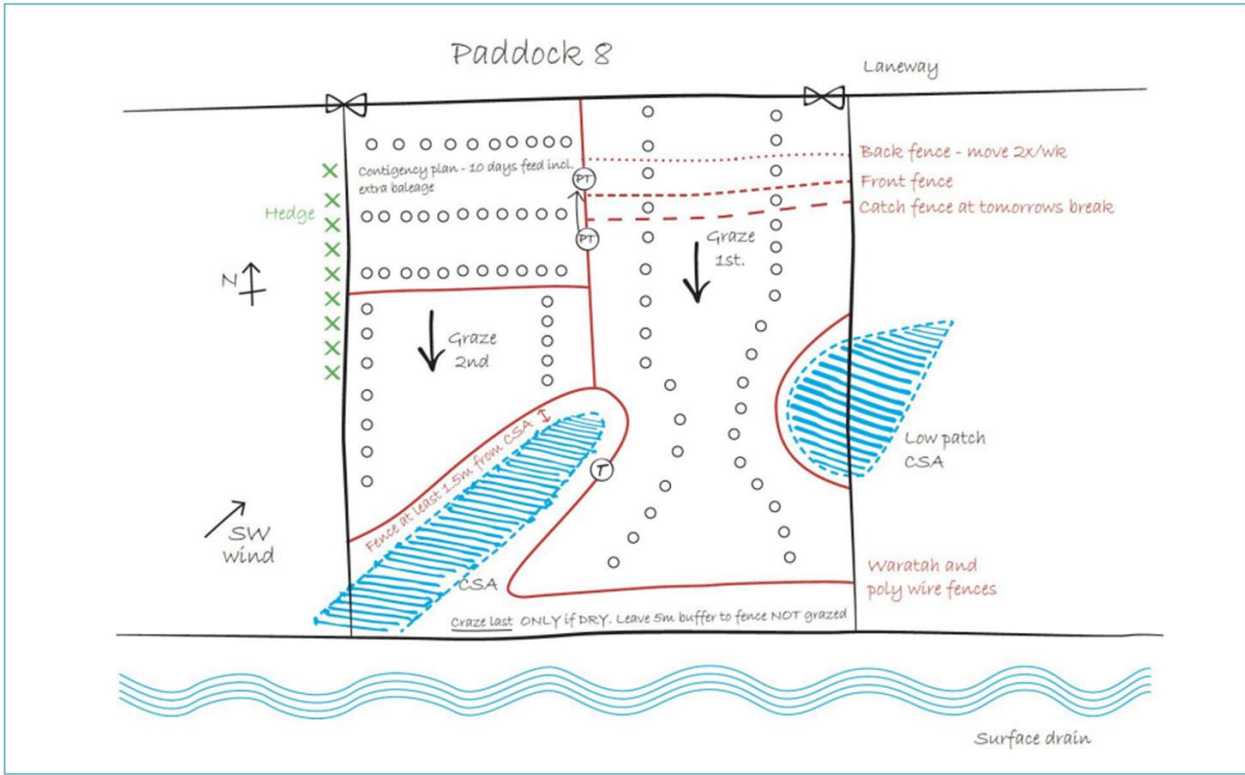 Paddock 8
Laneway
Contigency plan - 10 days feed incl.
extra baleage
Back fence - move 2x/wk
PT
Front fence
Catch fence at tomorrows break
Hedge
PT
Graze
1st.
N
Graze
2nd
Fence at least 1.5m from CSA
Low patch
CSA
T
SW
wind
CSA
Waratah and
poly wire fences
Craze last ONLY if DRY. Leave 5m buffer to fence NOT grazed
Surface drain